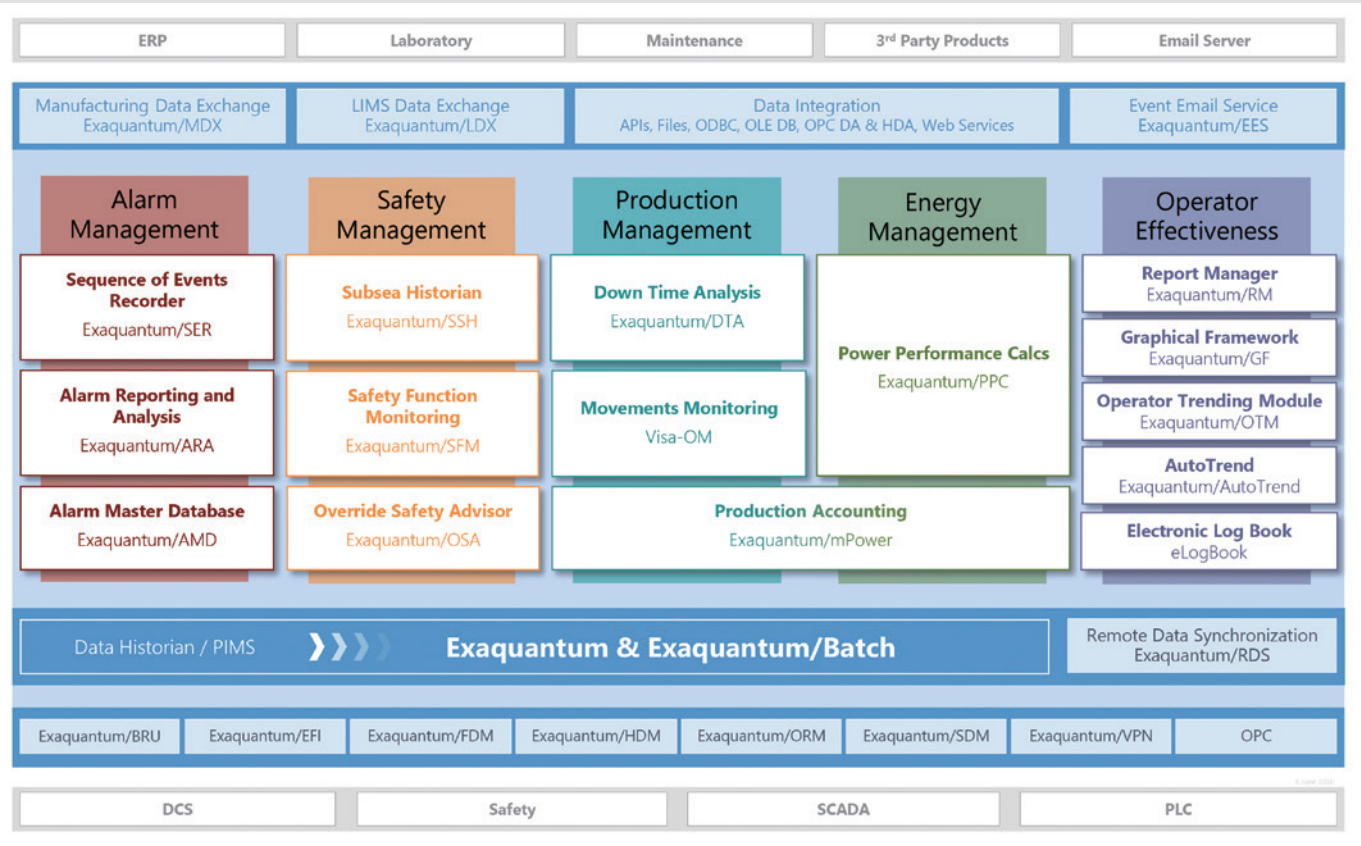 ERP
Laboratory
Maintenance
3rd Party Products
Email Server
Manufacturing Data Exchange
Exaquantum/MDX
LIMS Data Exchange
Exaquantum/LDX
Data Integration
APIs, Files, ODBC, OLE DB, OPC DA & HDA, Web Services
Event Email Service
Exaquantum/EES
Alarm
Management
Sequence of Events
Recorder
Exaquantum/SER
Alarm Reporting and
Analysis
Exaquantum/ARA
Alarm Master Database
Exaquantum/AMD
Safety
Management
Subsea Historian
Exaquantum/SSH
Safety Function
Monitoring
Exaquantum/SFM
Override Safety Advisor
Exaquantum/OSA
Production
Management
Down Time Analysis
Exaquantum/DTA
Movements Monitoring
Visa-OM
Energy
Management
Power Performance Calcs
Exaquantum/PPC
Production Accounting
Exaquantum/mPower
Operator
Effectiveness
Report Manager
Exaquantum/RM
Graphical Framework
Exaquantum/GF
Operator Trending Module
Exaquantum/OTM
AutoTrend
Exaquantum/AutoTrend
Electronic Log Book
eLogBook
Data Historian / PIMS
Exaquantum & Exaquantum/Batch
Remote Data Synchronization
Exaquantum/RDS
Exaquantum/BRU
Exaquantum/EFI
Exaquantum/FDM
Exaquantum/HDM
Exaquantum/ORM
Exaquantum/SDM
Exaquantum/VPN
OPC
DCS
Safety
SCADA
PLC